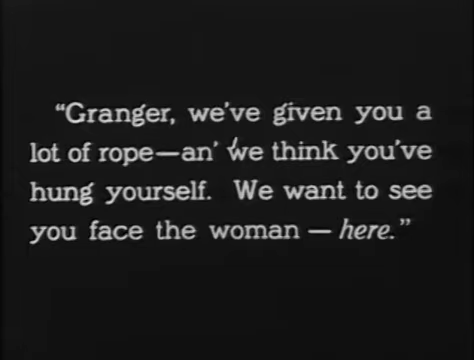 “Granger, we’ve given you a
lot of rope—an’ we think you’ve
hung yourself. We want to see
you face the woman — here.”